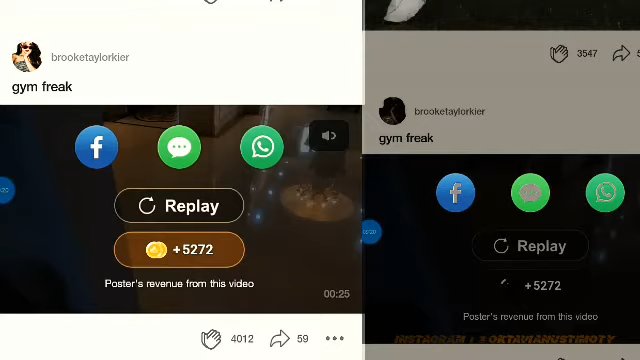 brooketaylorkier
gym freak
Replay
+5272
Poster's revenue from this video
00:25
4012
59
3547
brooketaylorkier
gym freak
Replay
+5272
Poster's revenue from this video